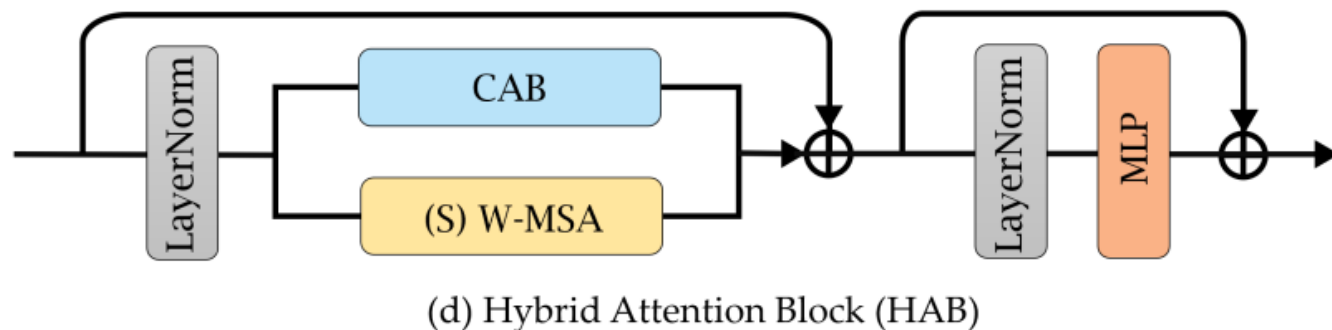 LayerNorm
CAB
(S) W-MSA
LayerNorm
MLP
(d) Hybrid Attention Block (HAB)